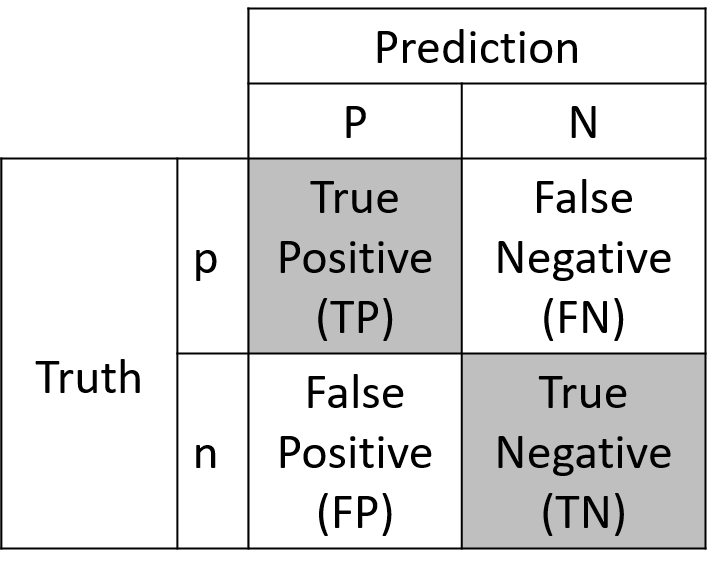 Prediction
P
N
Truth
p
True
Positive
(TP)
False
Negative
(FN)
n
False
Positive
(FP)
True
Negative
(TN)